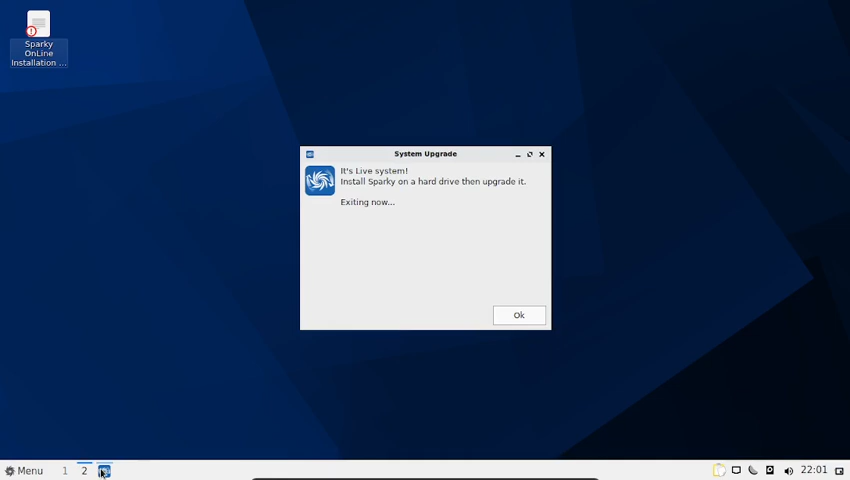 Sparky
OnLine
Installation ...
System Upgrade
It's Live system!
Install Sparky on a hard drive then upgrade it.
Exiting now...
Ok
Menu
1
2
22:01